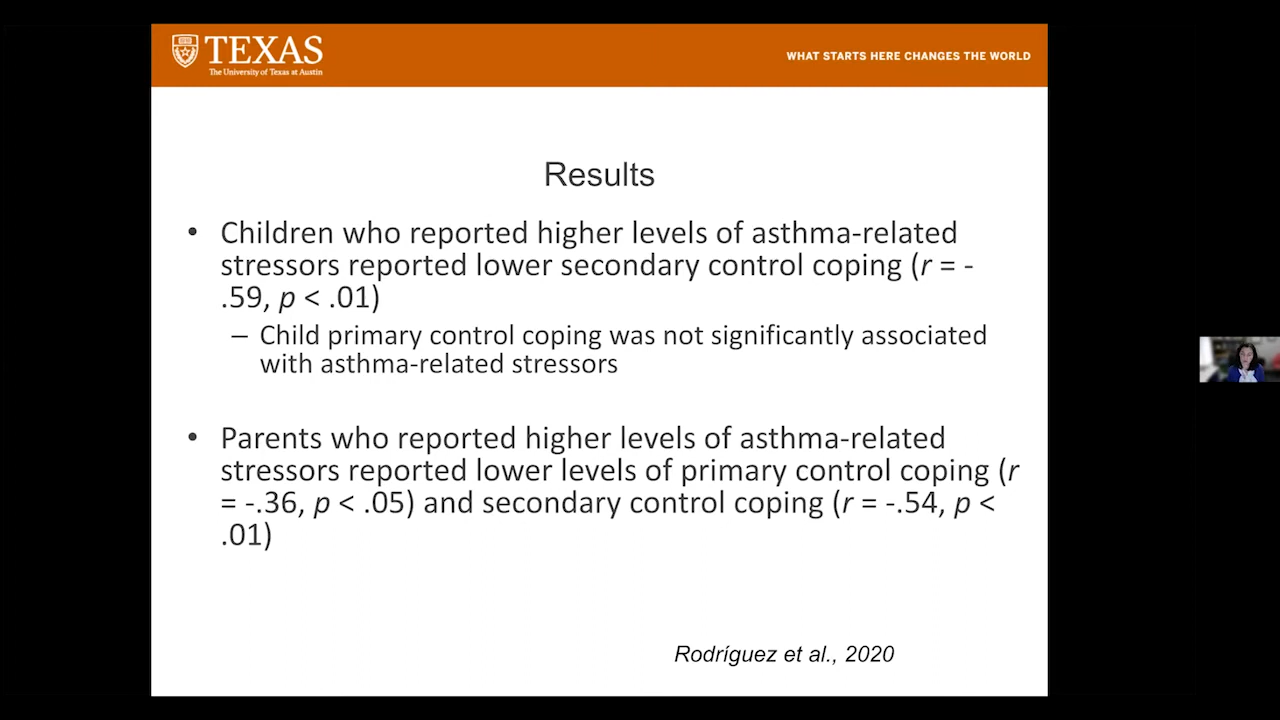 TEXAS
The University of Texas at Austin
WHAT STARTS HERE CHANGES THE WORLD
Results
• Children who reported higher levels of asthma-related
stressors reported lower secondary control coping (r = -
.59, p < .01)
– Child primary control coping was not significantly associated
with asthma-related stressors
• Parents who reported higher levels of asthma-related
stressors reported lower levels of primary control coping (r
= -.36, p < .05) and secondary control coping (r = -.54, p <
.01)
Rodríguez et al., 2020